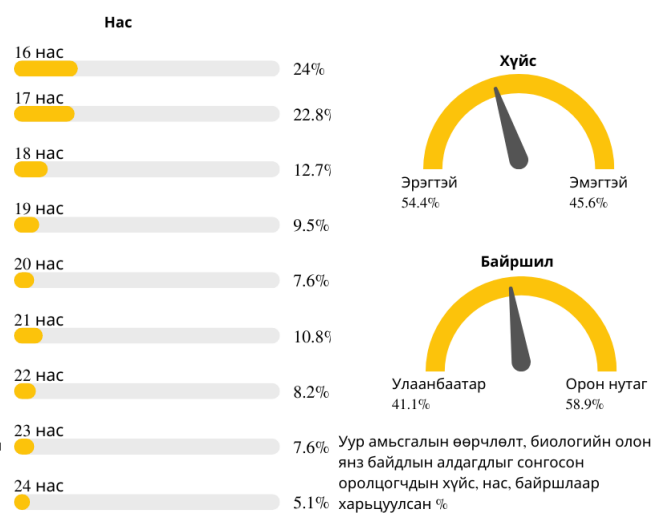 Нас
16 нас
24%
17 нас
22.8%
18 нас
12.7%
19 нас
9.5%
20 нас
7.6%
21 нас
10.8%
22 нас
8.2%
23 нас
7.6%
24 нас
5.1%
Хүйс
Эрэгтэй
54.4%
Эмэгтэй
45.6%
Байршил
Улаанбаатар
41.1%
Орон нутаг
58.9%
Уур амьсгалын өөрчлөлт, биологийн олон
янз байдлын алдагдлыг сонгосон
оролцогчдын хүйс, нас, байршлаар
харьцуулсан %